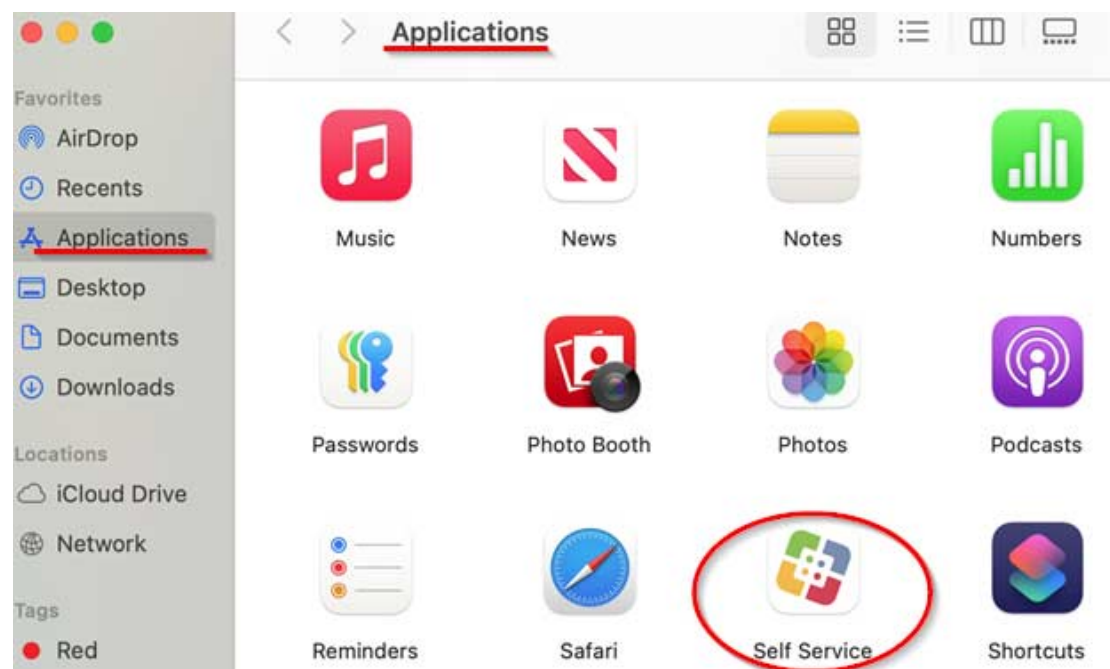 Applications
Favorites
AirDrop
Recents
Applications
Desktop
Documents
Downloads
Locations
iCloud Drive
Network
Tags
Red
Music
News
Notes
Numbers
Passwords
Photo Booth
Photos
Podcasts
Reminders
Safari
Self Service
Shortcuts